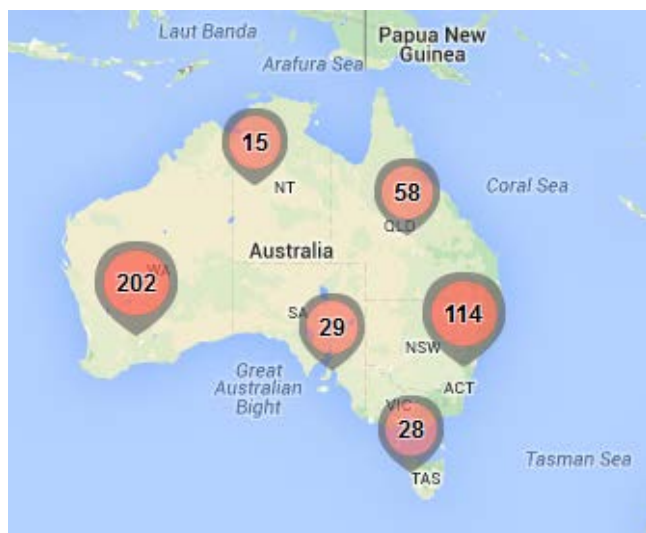 Laut Banda
Papua New
Guinea
Arafura Sea
15
NT
58
Coral Sea
QLD
Australia
WA
202
SA
29
114
NSW
Great
Australian
Bight
ACT
VIC
28
Tasman Sea
TAS